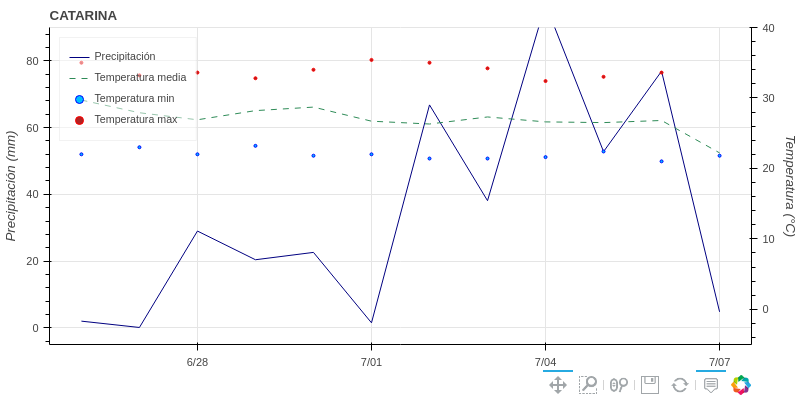 CATARINA
Precipitación
Temperatura media
Temperatura min
Temperatura max
Precipitación (mm)
80
60
40
20
0
40
30
20
10
0
Temperatura (°C)
6/28
7/01
7/04
7/07